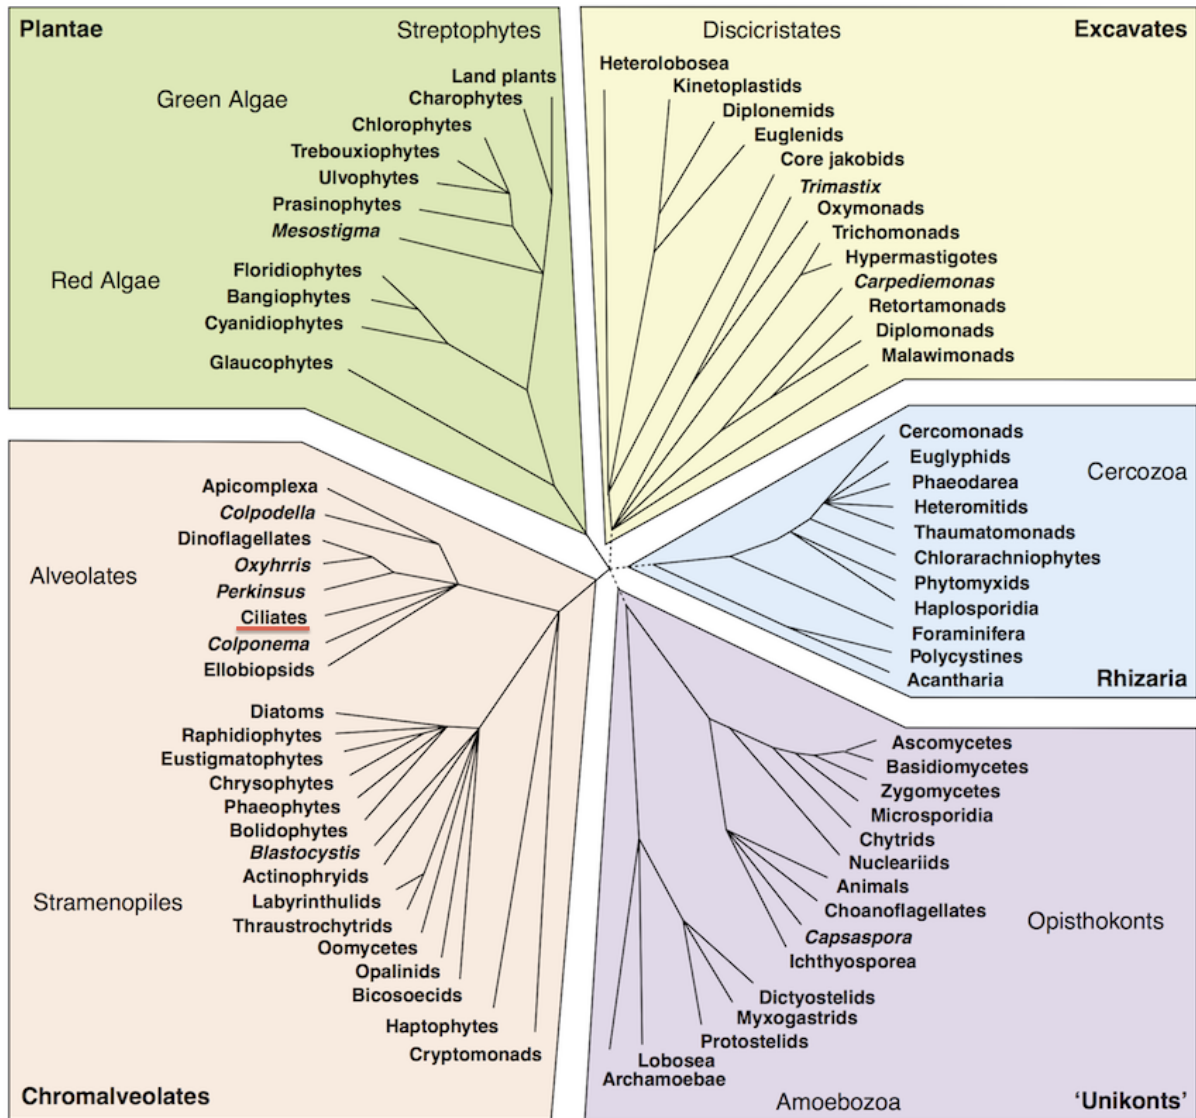 Plantae
Streptophytes
Land plants
Green Algae
Charophytes
Chlorophytes
Trebouxiophytes
Ulvophytes
Prasinophytes
Mesostigma
Floridiophytes
Red Algae
Bangiophytes
Cyanidiophytes
Glaucophytes
Discicristates
Excavates
Heterolobosea
Kinetoplastids
Diplonemids
Euglenids
Core jakobids
Trimastix
Oxymonads
Trichomonads
Hypermastigotes
Carpediemonas
Retortamonads
Diplomonads
Malawimonads
Cercomonads
Euglyphids
Cercozoa
Phaeodarea
Heteromitids
Thaumatomonads
Chlorarachniophytes
Phytomyxids
Haplosporidia
Foraminifera
Polycystines
Acantharia
Rhizaria
Apicomplexa
Colpodella
Dinoflagellates
Oxyhrris
Alveolates
Perkinsus
Ciliates
Colponema
Ellobiopsids
Diatoms
Raphidiophytes
Eustigmatophytes
Chrysophytes
Phaeophytes
Bolidophytes
Blastocystis
Actinophryids
Stramenopiles
Labyrinthulids
Thraustrochytrids
Oomycetes
Opalinids
Bicosoecids
Haptophytes
Cryptomonads
Chromalveolates
Ascomycetes
Basidiomycetes
Zygomycetes
Microsporidia
Chytrids
Nucleariids
Animals
Choanoflagellates
Opisthokonts
Capsaspora
Ichthyosporea
Dictyostelids
Myxogastrids
Protostelids
Lobosea
Archamoebae
Amoebozoa
'Unikonts'